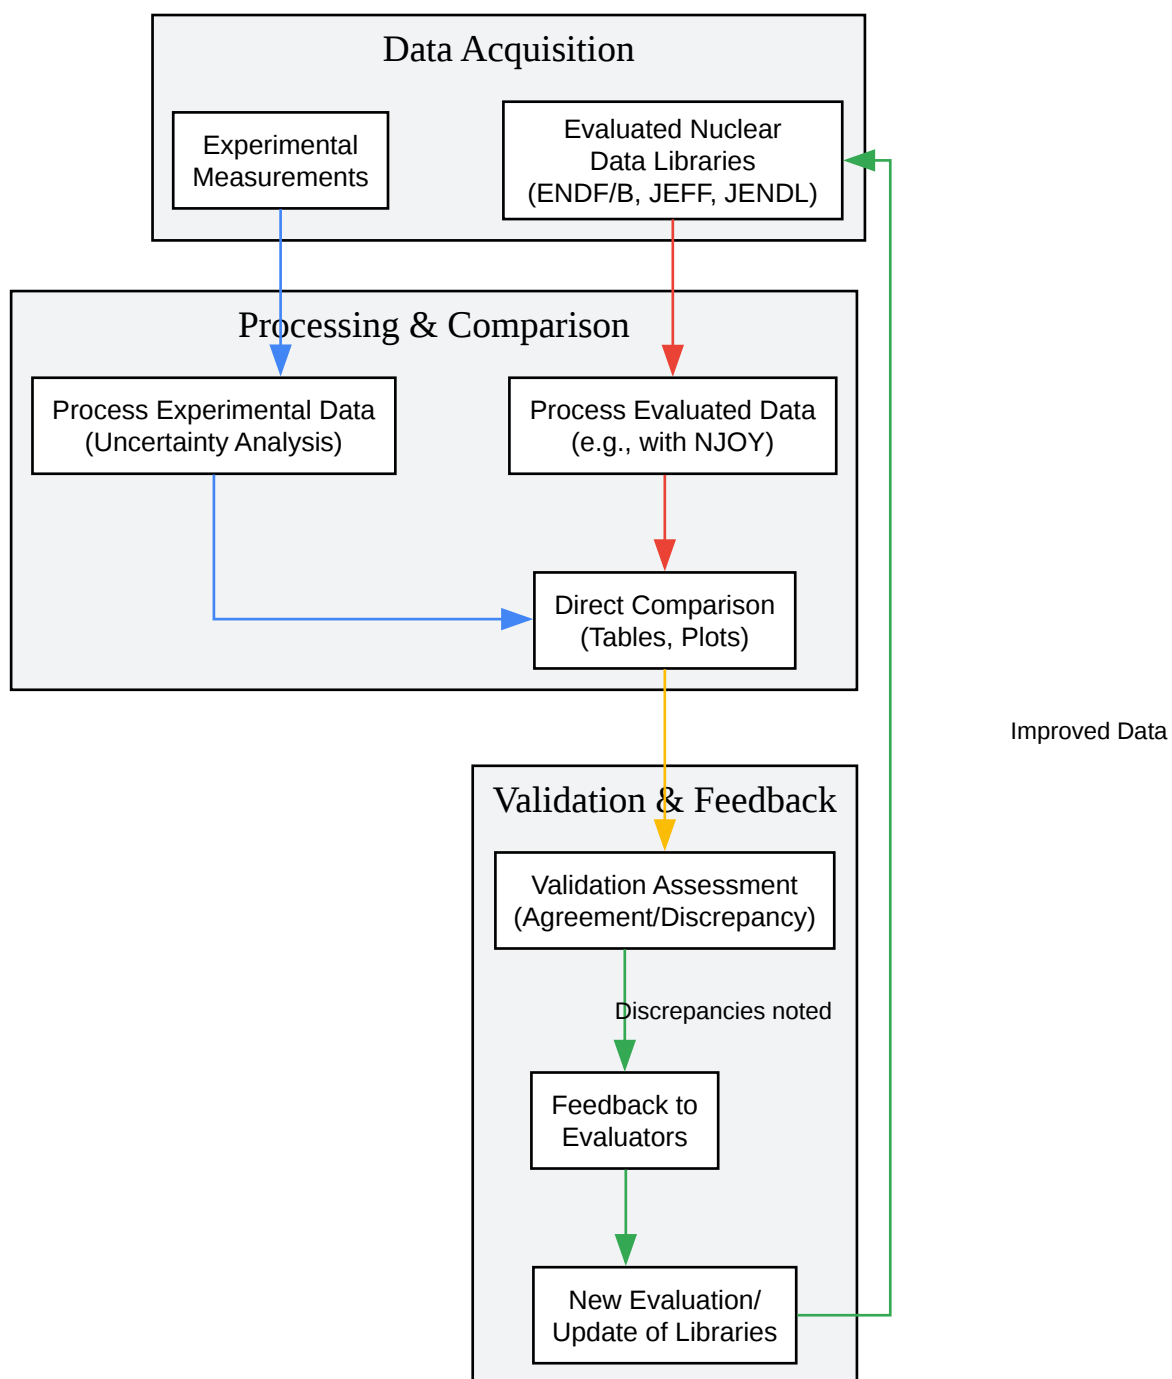 Data Acquisition
Experimental
Measurements
Evaluated Nuclear
Data Libraries
(ENDF/B, JEFF, JENDL)
Processing & Comparison
Process Experimental Data
(Uncertainty Analysis)
Process Evaluated Data
(e.g., with NJOY)
Direct Comparison
(Tables, Plots)
Improved Data
Validation & Feedback
Validation Assessment
(Agreement/Discrepancy)
Discrepancies noted
Feedback to
Evaluators
New Evaluation/
Update of Libraries